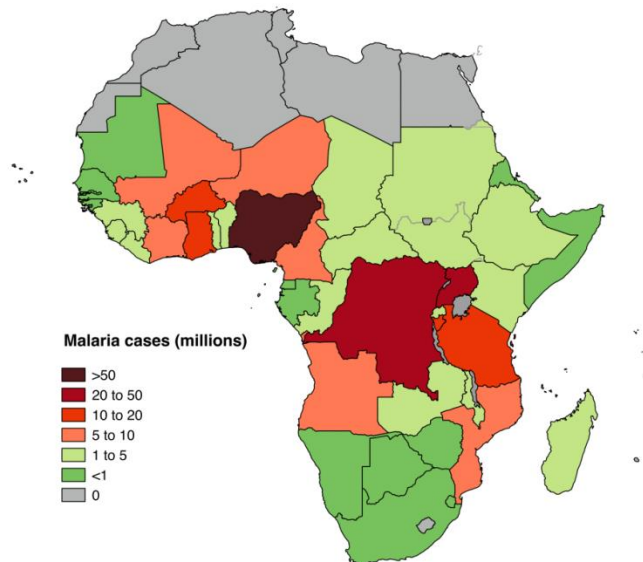 Malaria cases (millions)
>50
20 to 50
10 to 20
5 to 10
1 to 5
<1
0